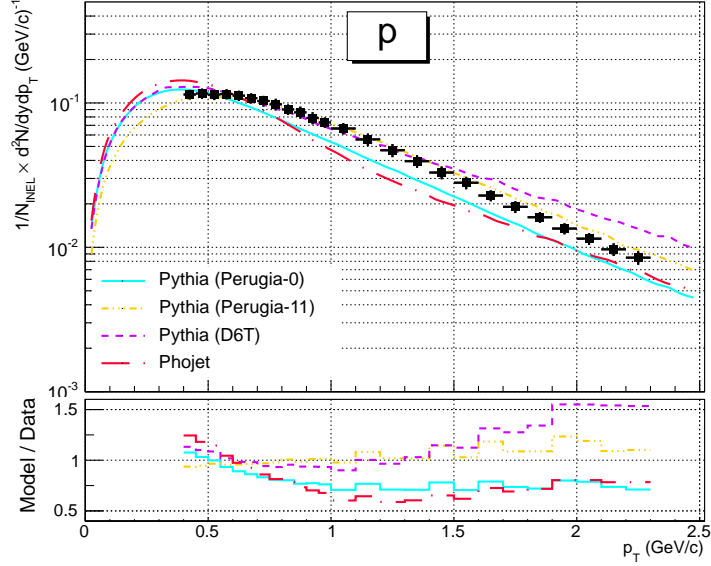 p
1/N_INEL × d²N/dydp_T (GeV/c)⁻¹
10⁻¹
10⁻²
10⁻³
Pythia (Perugia-0)
Pythia (Perugia-11)
Pythia (D6T)
Phojet
Model / Data
1.5
1
0.5
0 0.5 1 1.5 2 2.5
p_T (GeV/c)